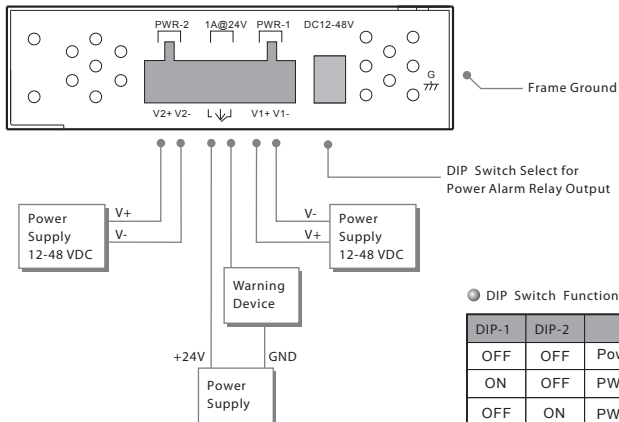 PWR-2 1A@24V PWR-1 DC12-48V
G
Frame Ground
V2+ V2- L V1+ V1-
DIP Switch Select for
Power Alarm Relay Output
Power
Supply
12-48 VDC
V+
V-
V-
V+
Power
Supply
12-48 VDC
Warning
Device
DIP Switch Function
+24V GND
Power
Supply
DIP-1 DIP-2
OFF OFF
ON OFF
OFF ON